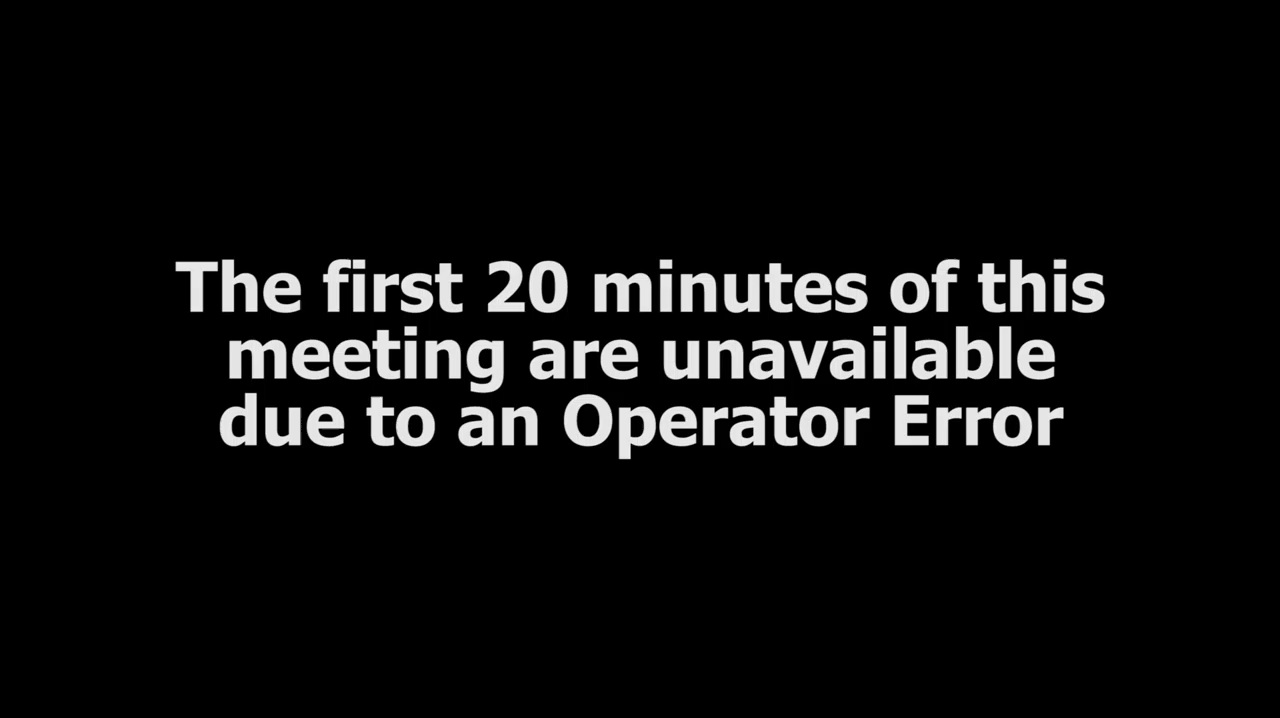 The first 20 minutes of this
meeting are unavailable
due to an Operator Error